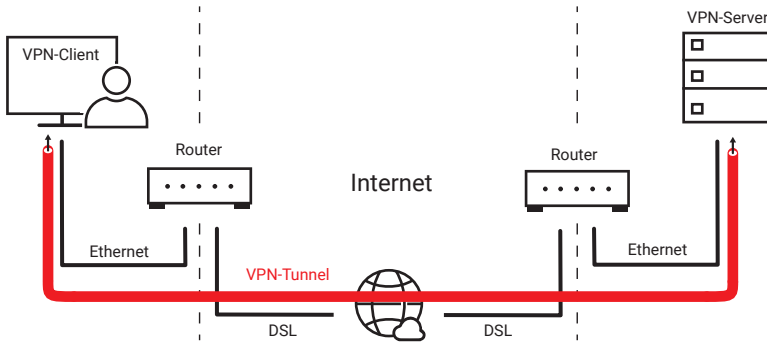 VPN-Server
VPN-Client
Router
Router
Internet
Ethernet
Ethernet
VPN-Tunnel
DSL
DSL